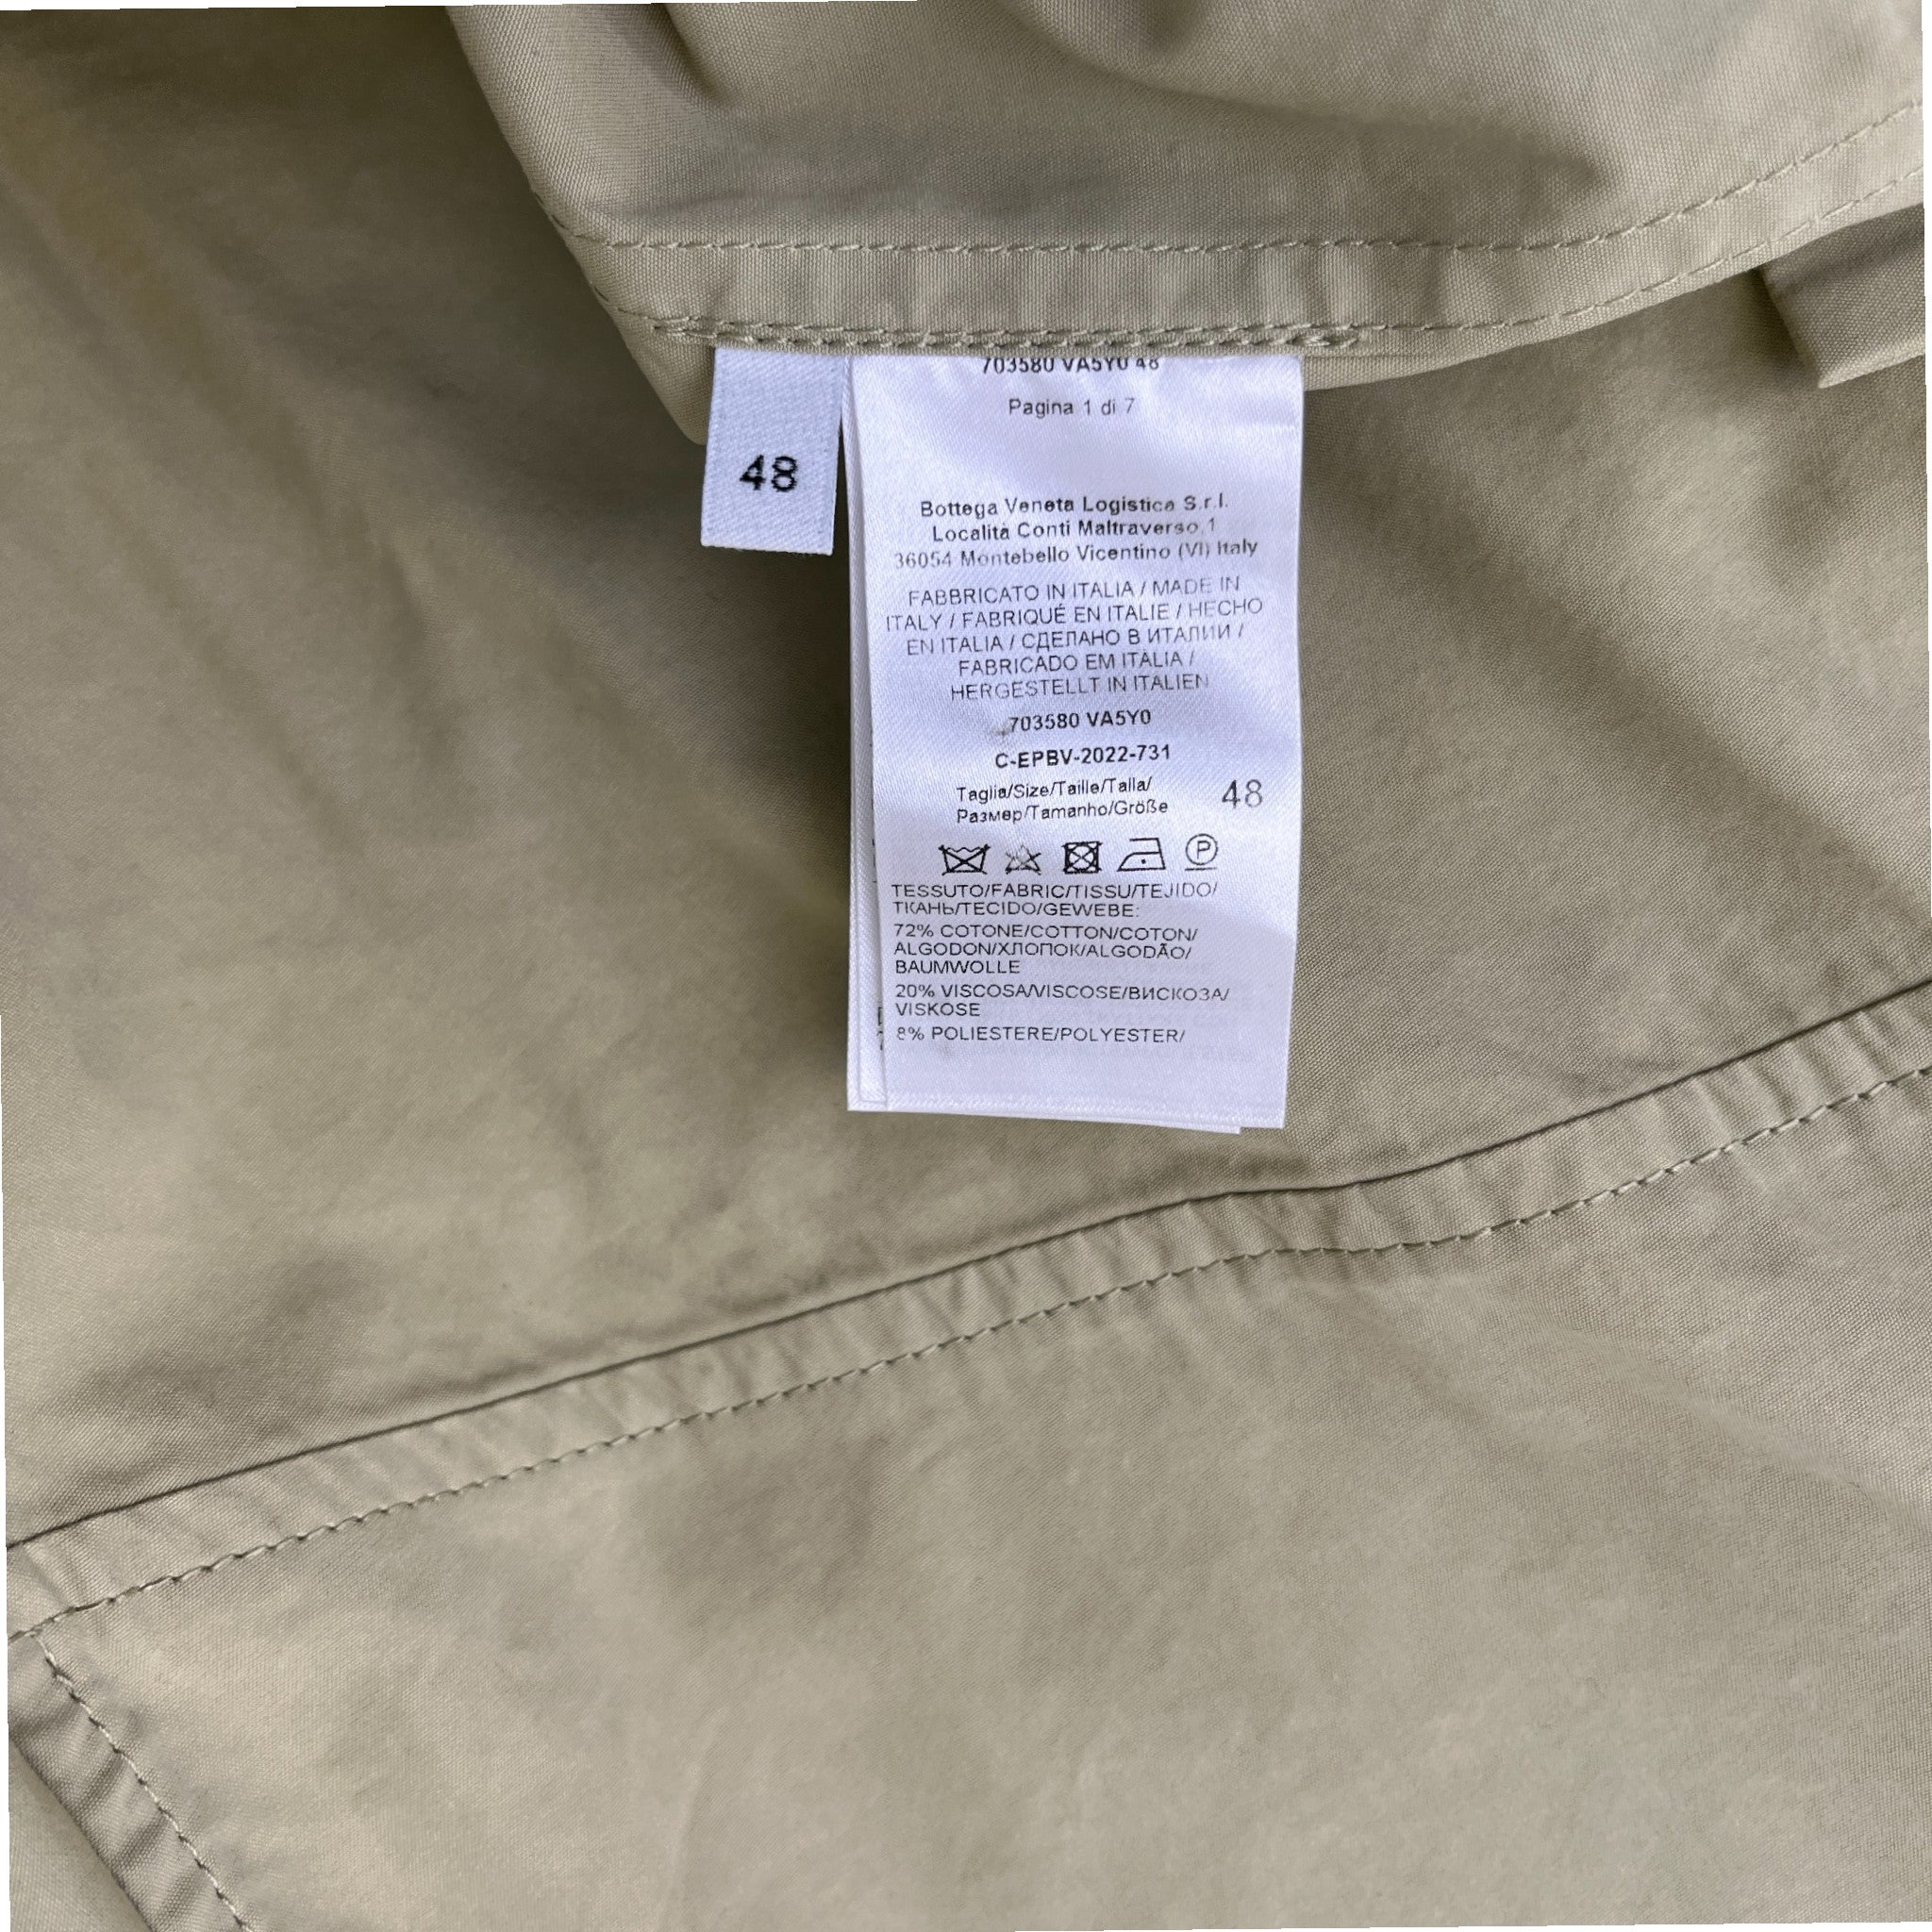 48
703580 VA5Y0 48
Pagina 1 di 7
Bottega Veneta Logistica S.r.l.
Località Conti Maltraverso,1
36054 Montebello Vicentino (VI) Italy
FABBRICATO IN ITALIA / MADE IN
ITALY / FABRIQUÉ EN ITALIE / HECHO
EN ITALIA / СДЕЛАНО В ИТАЛИИ /
FABRICADO EM ITALIA /
HERGESTELLT IN ITALIEN
703580 VA5Y0
C-EPBV-2022-731
Taglia/Size/Taille/Talla/
Размер/Tamanho/Größe 48
P
TESSUTO/FABRIC/TISSU/TEJIDO/
ТКАНЬ/TECIDO/GEWEBE:
72% COTONE/COTTON/COTON/
ALGODON/ХЛОПОК/ALGODÃO/
BAUMWOLLE
20% VISCOSA/VISCOSE/ВИСКОЗА/
VISKOSE
8% POLIESTERE/POLYESTER/